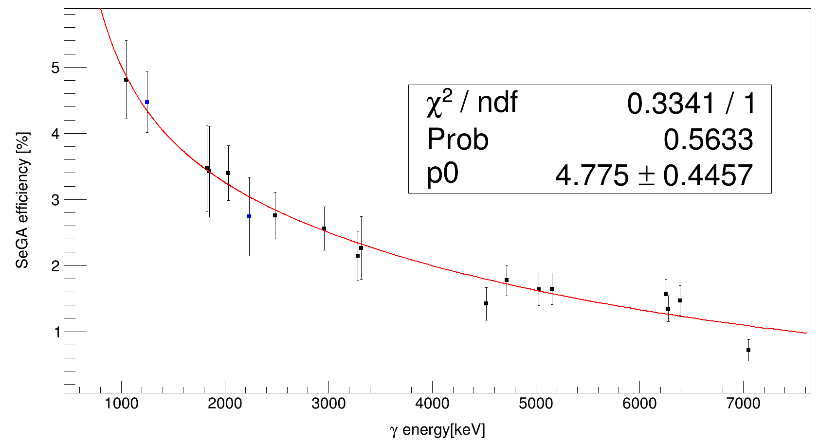 5
4
3
2
1
SeGA efficiency [%]
χ² / ndf 0.3341 / 1
Prob 0.5633
p0 4.775 ± 0.4457
1000 2000 3000 4000 5000 6000 7000
γ energy[keV]